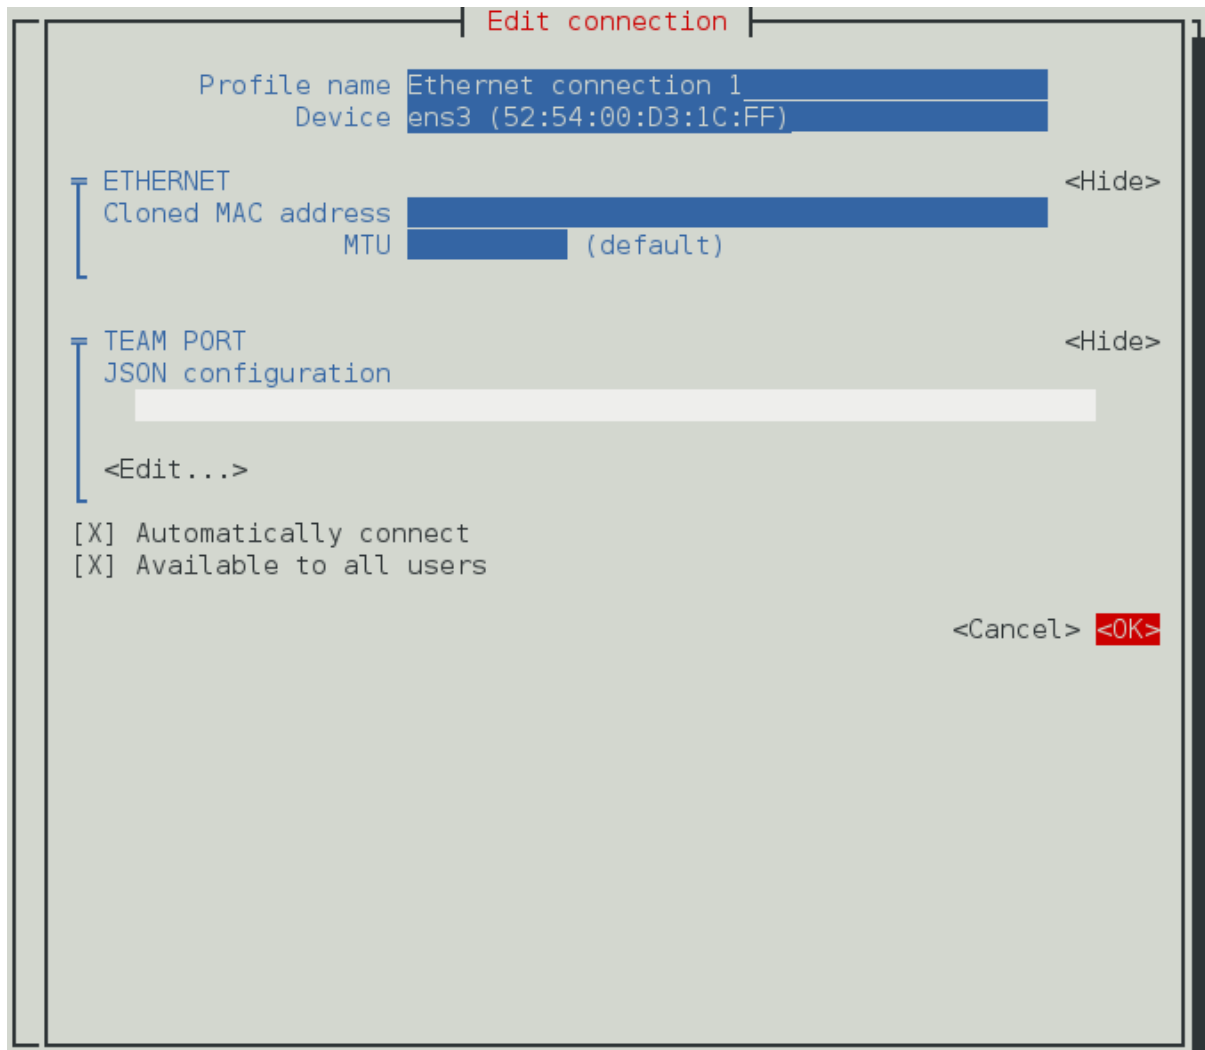 Edit connection
Profile name Ethernet connection 1
Device ens3 (52:54:00:D3:1C:FF)
ETHERNET <Hide>
Cloned MAC address
MTU (default)
TEAM PORT <Hide>
JSON configuration
<Edit...>
[X] Automatically connect
[X] Available to all users
<Cancel> <OK>